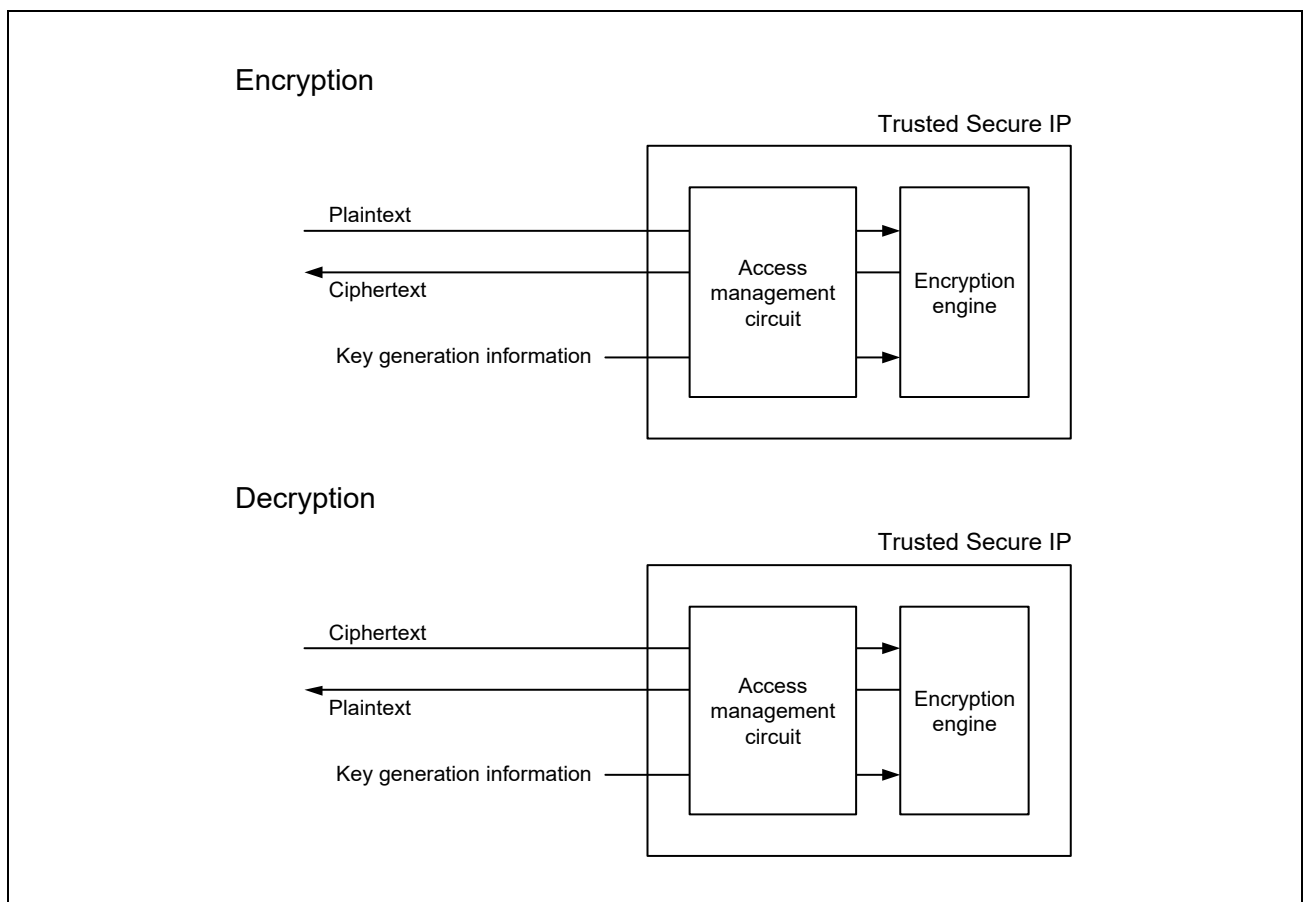 Encryption
Trusted Secure IP
Plaintext
Ciphertext
Key generation information
Access
management
circuit
Encryption
engine
Decryption
Trusted Secure IP
Ciphertext
Plaintext
Key generation information
Access
management
circuit
Encryption
engine